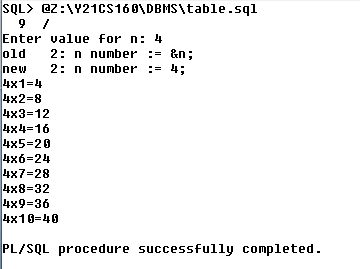 SQL> @Z:\Y21CS160\DBMS\table.sql
  9  /
Enter value for n: 4
old   2: n number := &n;
new   2: n number := 4;
4x1=4
4x2=8
4x3=12
4x4=16
4x5=20
4x6=24
4x7=28
4x8=32
4x9=36
4x10=40
PL/SQL procedure successfully completed.